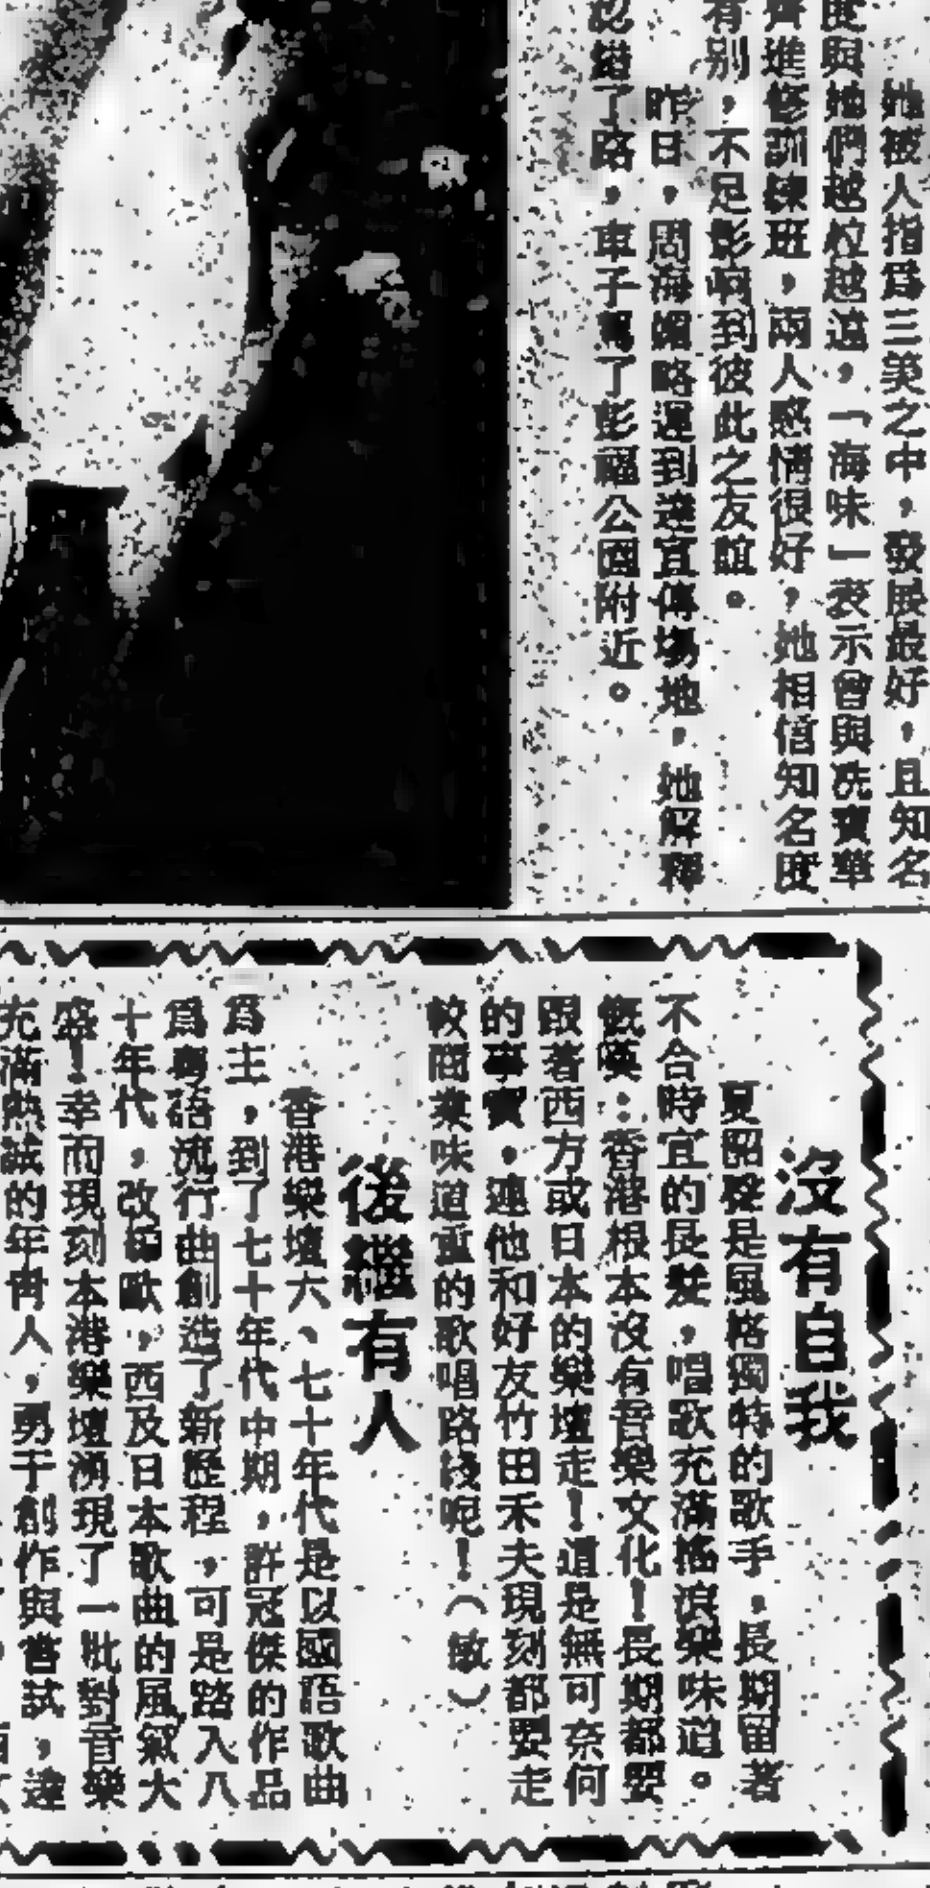 她被人指爲三美之中，發展最好，且知名
度與她們越拉越遠，「海味」表示曾與冼寶華
齊進修訓練班，兩人感情很好，她相信知名度
有別，不足影响到彼此之友誼。
昨日，周海媚略遲到達宣傳場地，她解釋
認錯了路，車子駕了彭福公園附近。
沒有自我
夏韶聲是風格獨特的歌手，長期留著
不合時宜的長髮，唱歌充滿搖滾樂味道。
慨嘆：香港根本沒有音樂文化！長期都要
跟著西方或日本的樂壇走！這是無可奈何
的事實，連他和好友竹田禾夫現刻都要走
較商業味道重的歌唱路綫呢！（敏）
後繼有人
香港樂壇六、七十年代是以國語歌曲
爲主，到了七十年代中期，許冠傑的作品
爲粵語流行曲創造了新歷程，可是踏入八
十年代，改編歐，西及日本歌曲的風氣大
盛！幸而現刻本港樂壇湧現了一批對音樂
充滿熱誠的年青人，勇于創作與嘗試，達